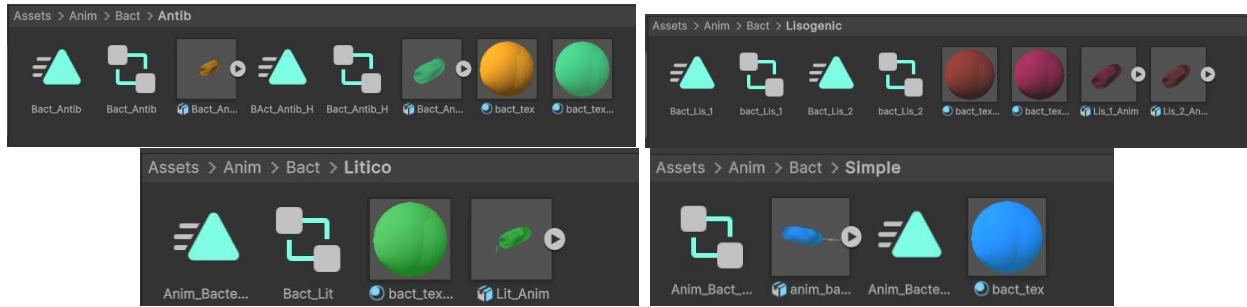 Assets > Anim > Bact > Antib
Bact_Antib Bact_Antib Bact_An... BAct_Antib_H Bact_Antib_H Bact_An... bact_tex bact_tex...
Assets > Anim > Bact > Lisogenic
Bact_Lis_1 bact_Lis_1 Bact_Lis_2 bact_Lis_2 bact_tex... bact_tex... Lis_1_Anim Lis_2_An...
Assets > Anim > Bact > Litico
Anim_Bacte... Bact_Lit bact_tex... Lit_Anim
Assets > Anim > Bact > Simple
Anim_Bact_... anim_ba... Anim_Bacte... bact_tex